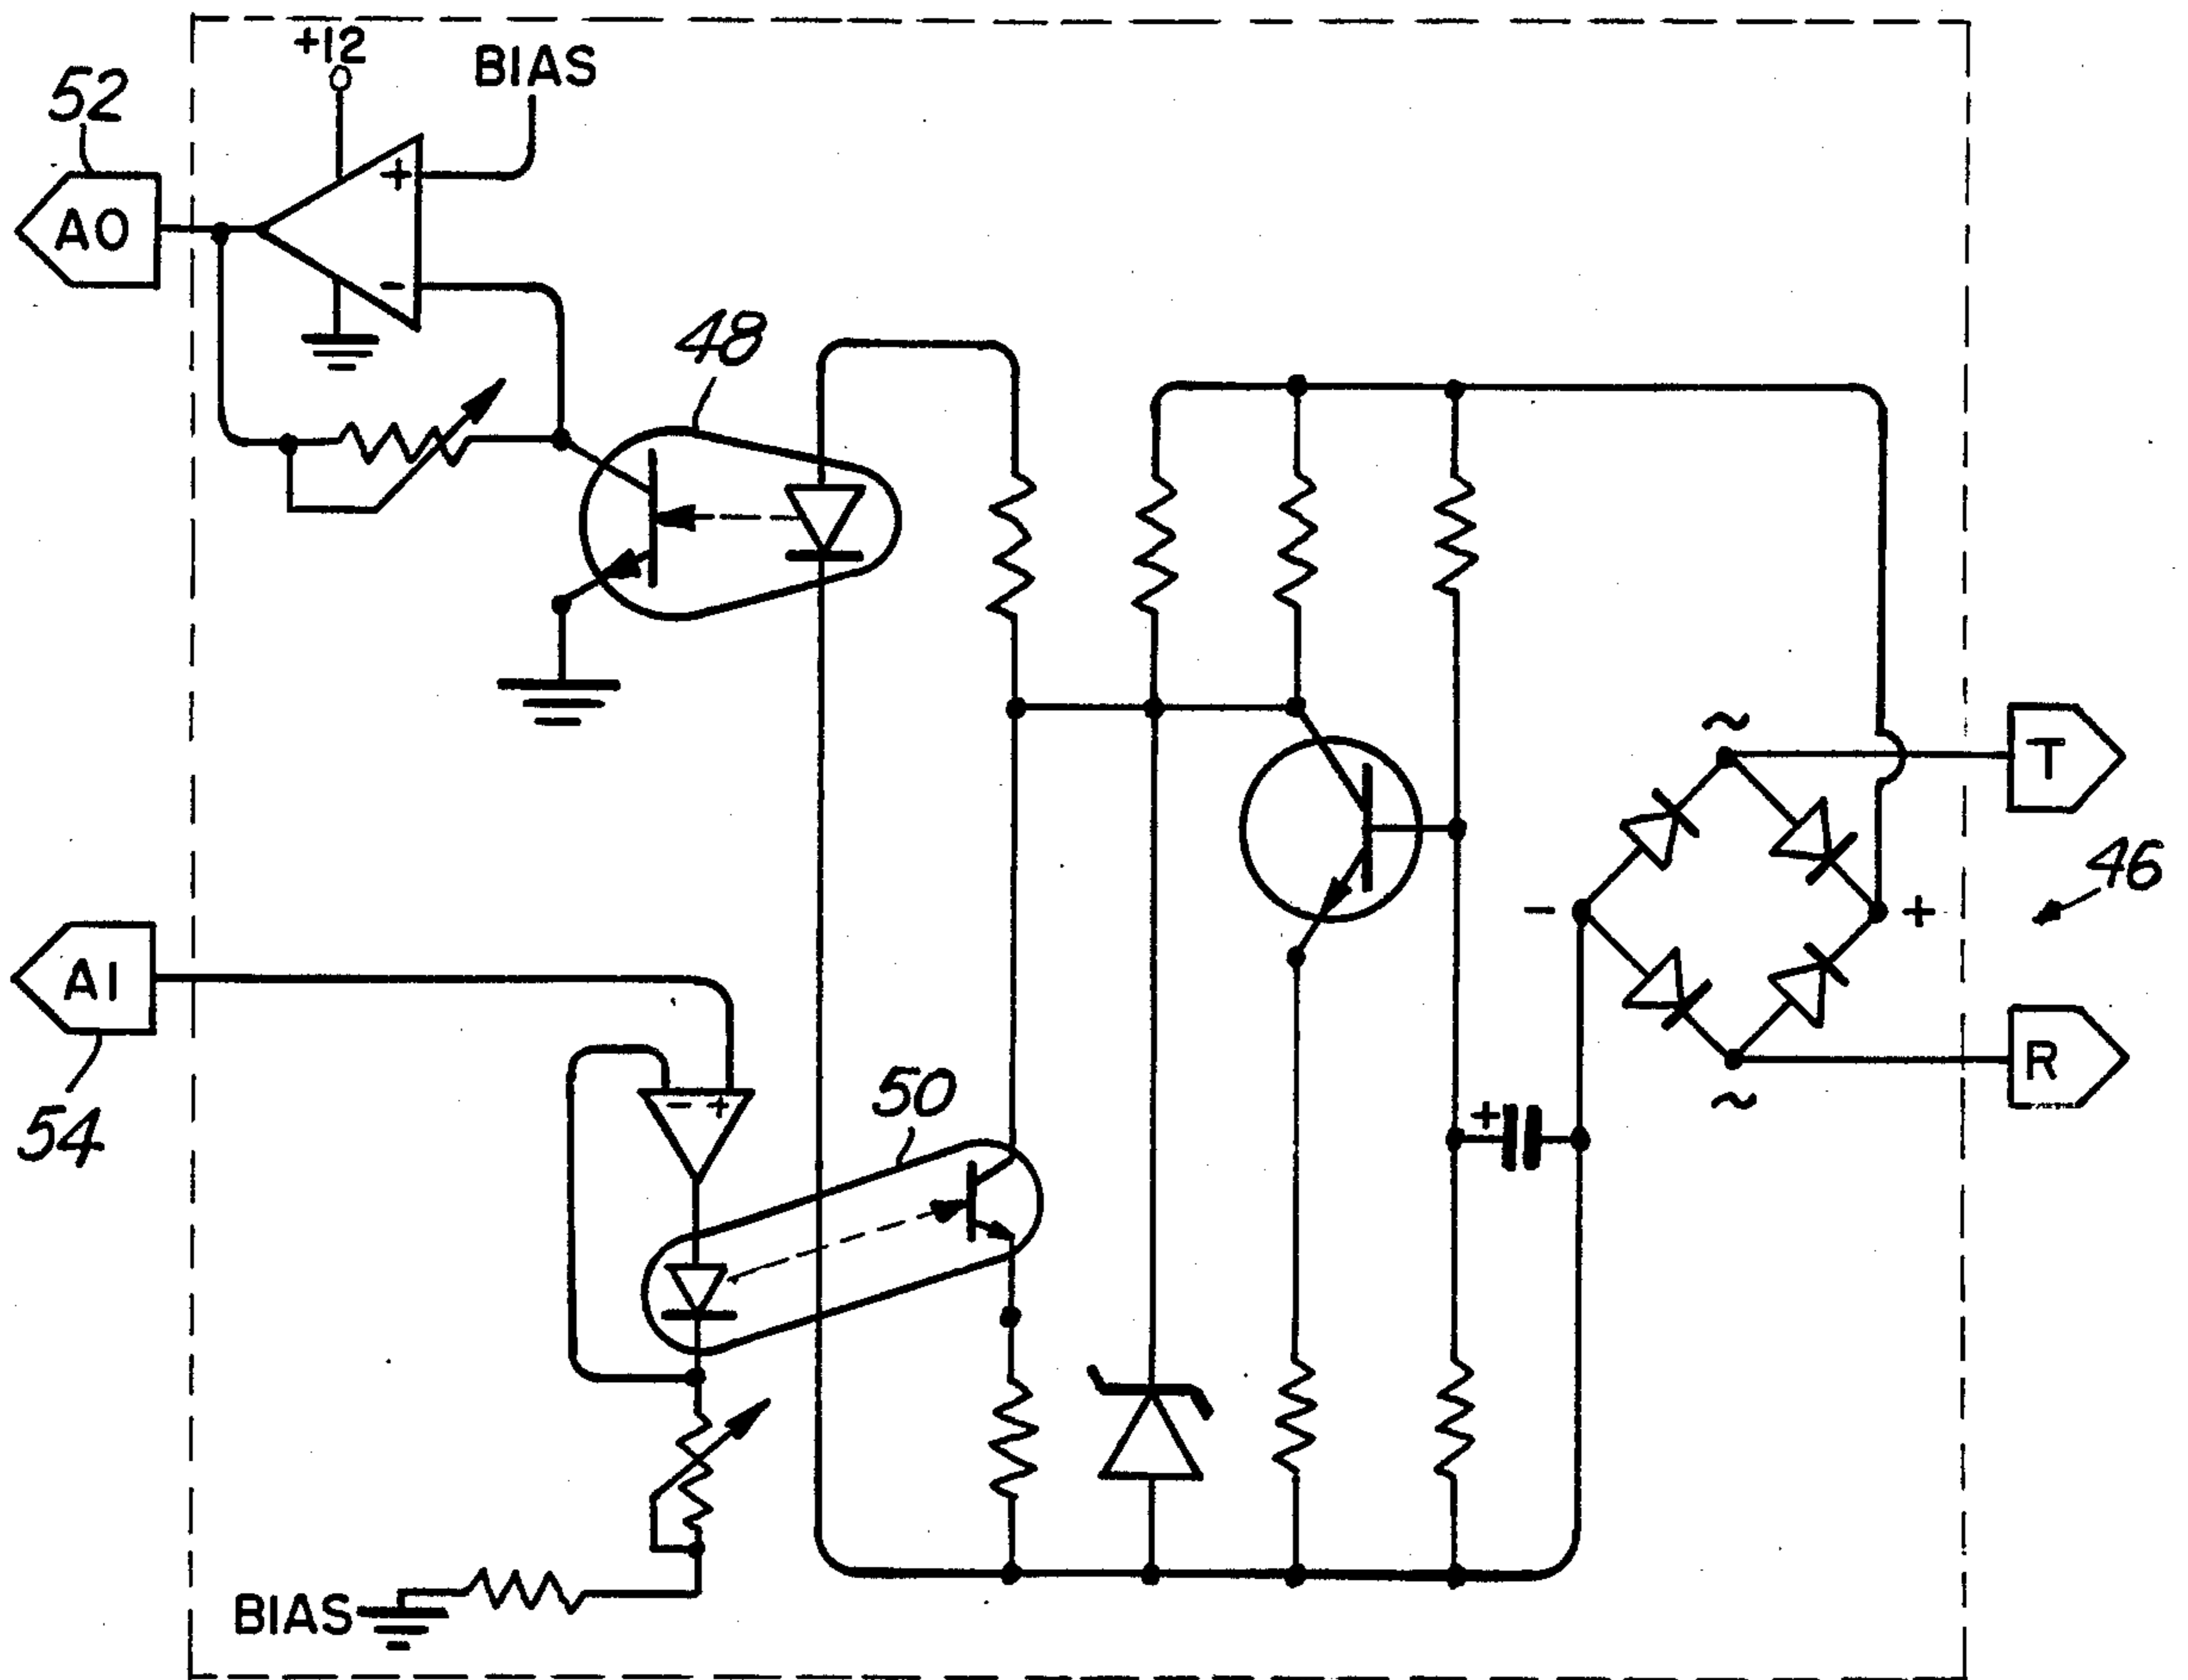 +12
BIAS
52
+
AO
-
48
~
T
46
-
+
AI
R
~
54
- +
50
+
BIAS